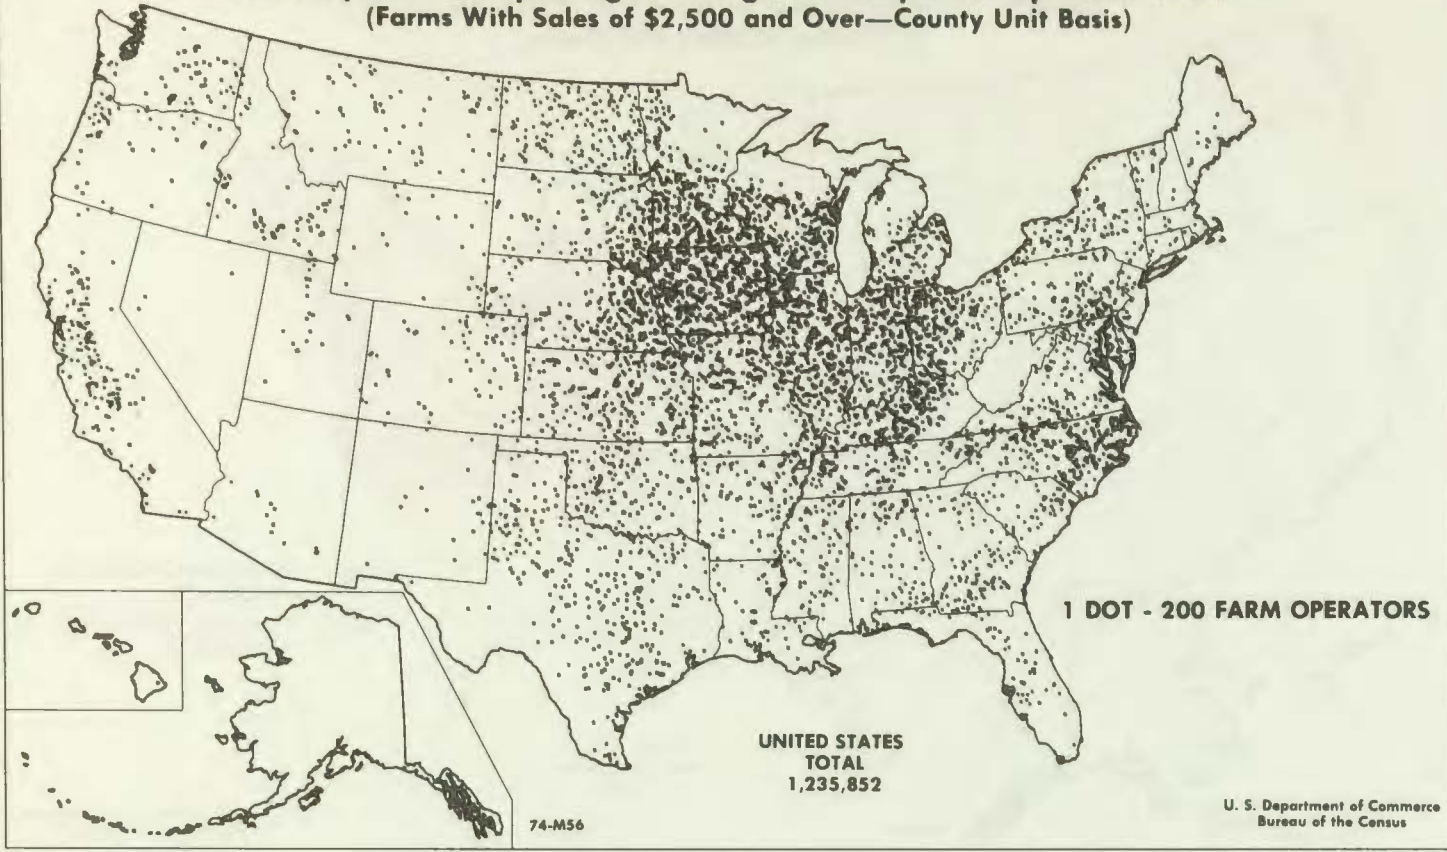 (Farms With Sales of $2,500 and Over—County Unit Basis)
1 DOT - 200 FARM OPERATORS
UNITED STATES
TOTAL
1,235,852
74-M56
U. S. Department of Commerce
Bureau of the Census